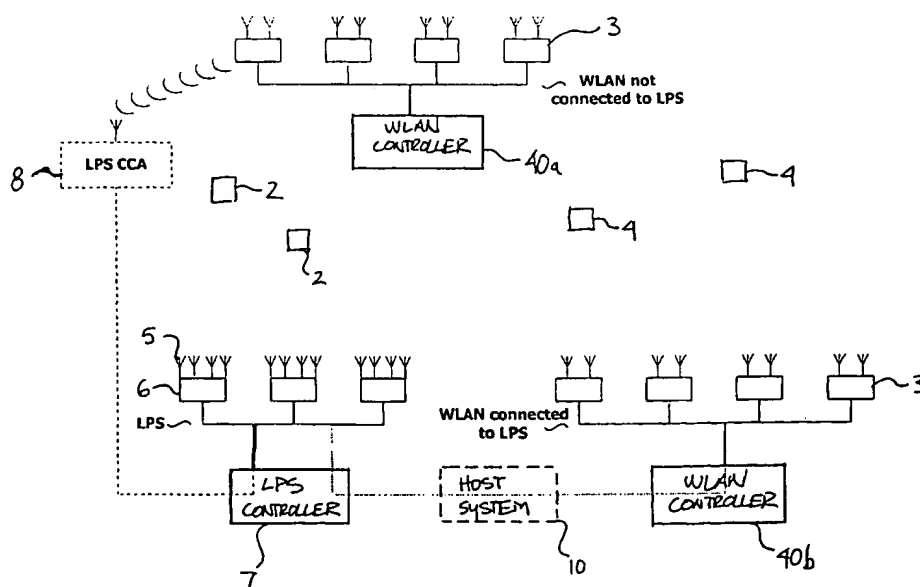 3
WLAN not
connected to LPS
WLAN
CONTROLLER
40a
LPS CCA
8
2
4
4
2
5
6
3
LPS
WLAN connected
to LPS
LPS
CONTROLLER
HOST
SYSTEM
WLAN
CONTROLLER
7
10
40b